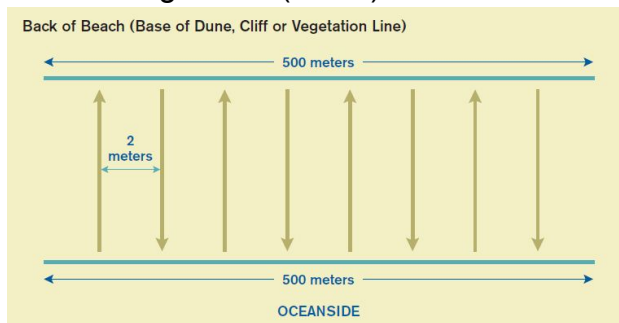 Back of Beach (Base of Dune, Cliff or Vegetation Line)
500 meters
2
meters
500 meters
OCEANSIDE